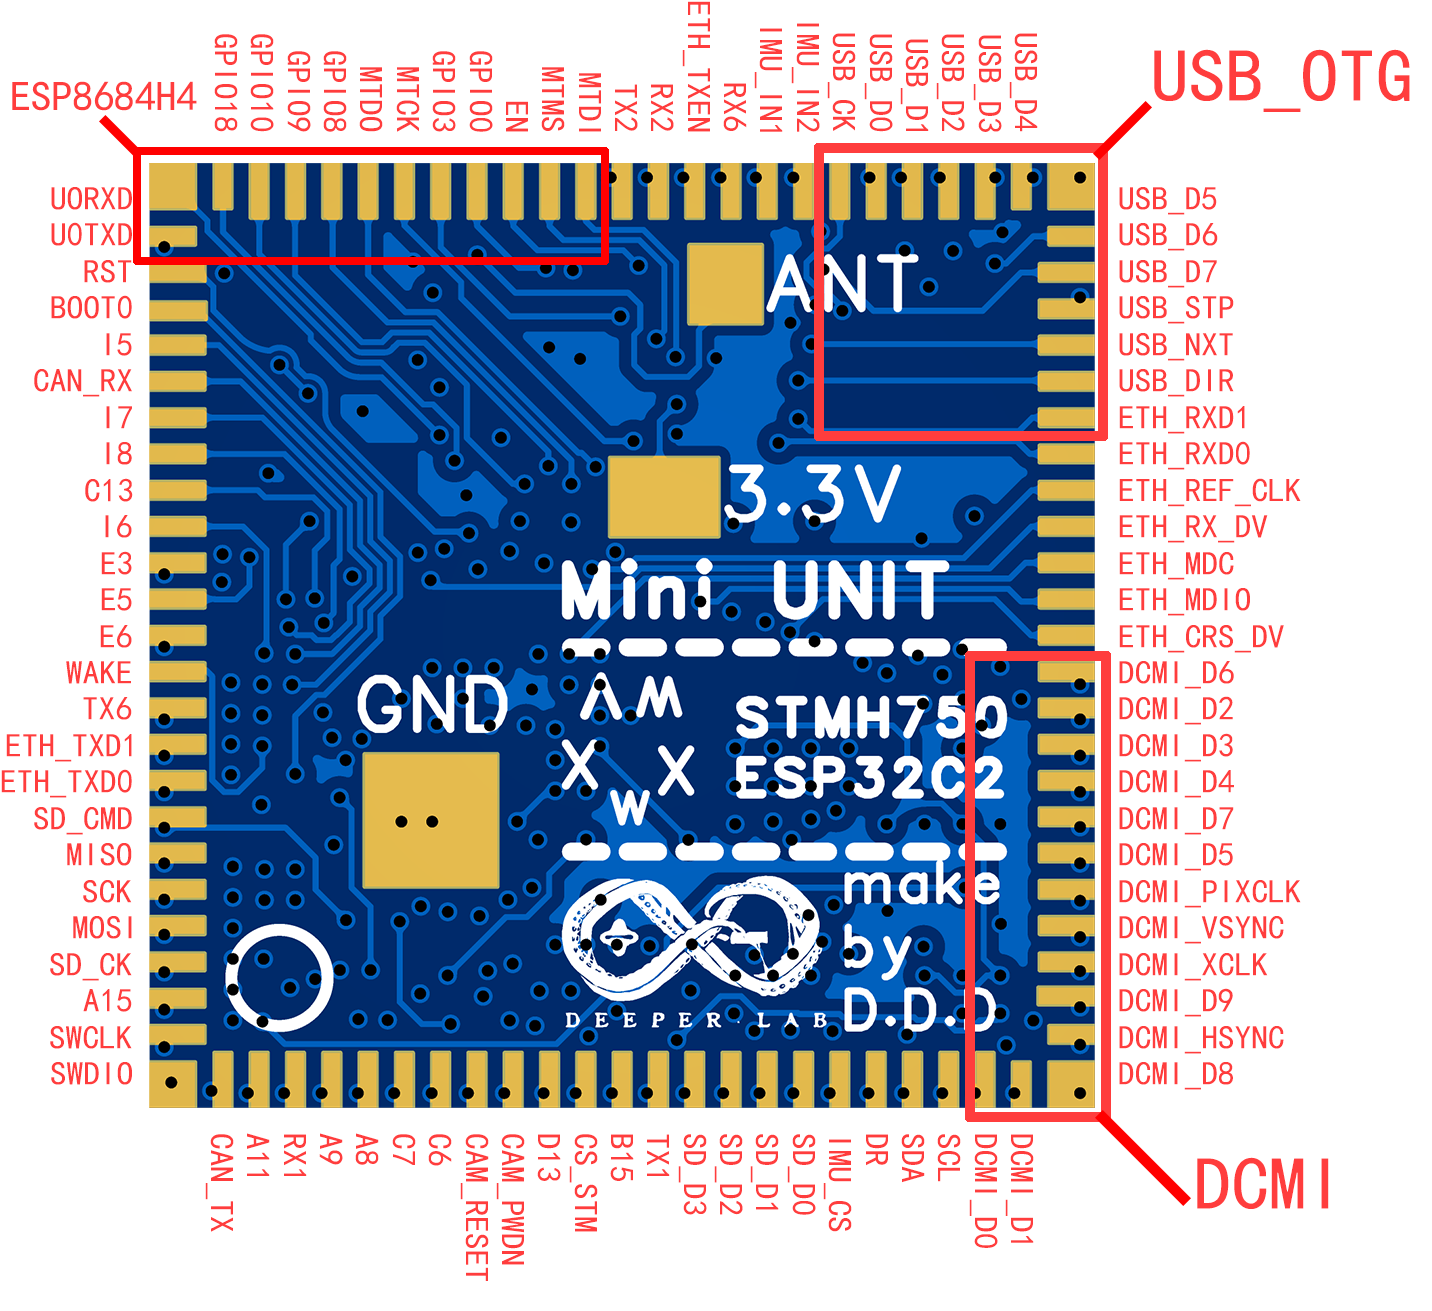 ESP8684H4
USB_OTG
GPIO18
GPIO10
GPIO9
GPIO8
MTDO
MTCK
GPIO3
GPIO0
EN
MTMS
MTDI
TX2
RX2
ETH_TXEN
RX6
IMU_IN1
IMU_IN2
USB_CK
USB_D0
USB_D1
USB_D2
USB_D3
USB_D4
U0RXD
U0TXD
RST
BOOT0
I5
CAN_RX
I7
I8
C13
I6
E3
E5
E6
WAKE
TX6
ETH_TXD1
ETH_TXD0
SD_CMD
MISO
SCK
MOSI
SD_CK
A15
SWCLK
SWDIO
ANT
3.3V
Mini UNIT
GND
STMH750
ESP32C2
make
by
D.D.D
DEEPER·LAB
USB_D5
USB_D6
USB_D7
USB_STP
USB_NXT
USB_DIR
ETH_RXD1
ETH_RXD0
ETH_REF_CLK
ETH_RX_DV
ETH_MDC
ETH_MDIO
ETH_CRS_DV
DCMI_D6
DCMI_D2
DCMI_D3
DCMI_D4
DCMI_D7
DCMI_D5
DCMI_PIXCLK
DCMI_VSYNC
DCMI_XCLK
DCMI_D9
DCMI_HSYNC
DCMI_D8
CAN_TX
A11
RX1
A9
A8
C7
C6
CAM_RESET
CAM_PWDN
D13
CS_STM
B15
TX1
SD_D3
SD_D2
SD_D1
SD_D0
IMU_CS
DR
SDA
SCL
DCMI_D0
DCMI_D1
DCMI